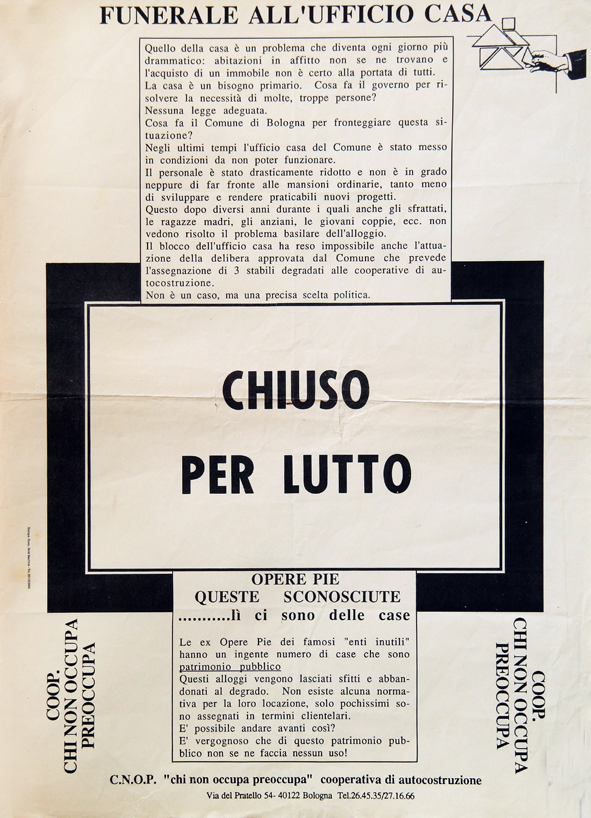 FUNERALE ALL'UFFICIO CASA
Quello della casa è un problema che diventa ogni giorno più
drammatico: abitazioni in affitto non se ne trovano e
l'acquisto di un immobile non è certo alla portata di tutti.
La casa è un bisogno primario. Cosa fa il governo per ri-
solvere la necessità di molte, troppe persone?
Nessuna legge adeguata.
Cosa fa il Comune di Bologna per fronteggiare questa si-
tuazione?
Negli ultimi tempi l'ufficio casa del Comune è stato messo
in condizioni da non poter funzionare.
Il personale è stato drasticamente ridotto e non è in grado
neppure di far fronte alle mansioni ordinarie, tanto meno
di sviluppare e rendere praticabili nuovi progetti.
Questo dopo diversi anni durante i quali anche gli sfrattati,
le ragazze madri, gli anziani, le giovani coppie, ecc. non
vedono risolto il problema basilare dell'alloggio.
Il blocco dell'ufficio casa ha reso impossibile anche l'attua-
zione della delibera approvata dal Comune che prevede
l'assegnazione di 3 stabili degradati alle cooperative di au-
tocostruzione.
Non è un caso, ma una precisa scelta politica.
CHIUSO
PER LUTTO
OPERE PIE
QUESTE SCONOSCIUTE
...........lì ci sono delle case
Le ex Opere Pie dei famosi "enti inutili"
hanno un ingente numero di case che sono
patrimonio pubblico
Questi alloggi vengono lasciati sfitti e abban-
donati al degrado. Non esiste alcuna norma-
tiva per la loro locazione, solo pochissimi so-
no assegnati in termini clientelari.
E' possibile andare avanti così?
E' vergognoso che di questo patrimonio pub-
blico non se ne faccia nessun uso!
COOP.
CHI NON OCCUPA
PREOCCUPA
COOP.
CHI NON OCCUPA
PREOCCUPA
C.N.O.P. "chi non occupa preoccupa" cooperativa di autocostruzione
Via del Pratello 54- 40122 Bologna Tel.26.45.35/27.16.66